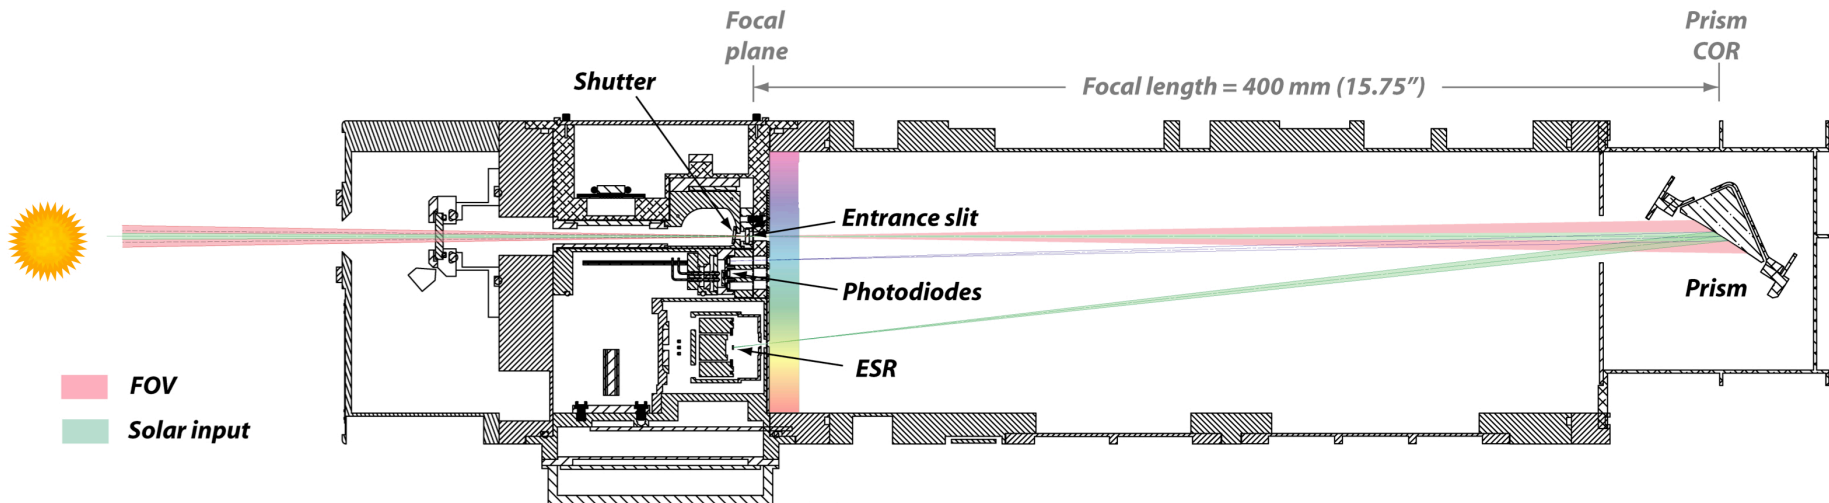 Focal
plane
Prism
COR
Shutter
Focal length = 400 mm (15.75”)
Entrance slit
Photodiodes
Prism
ESR
FOV
Solar input